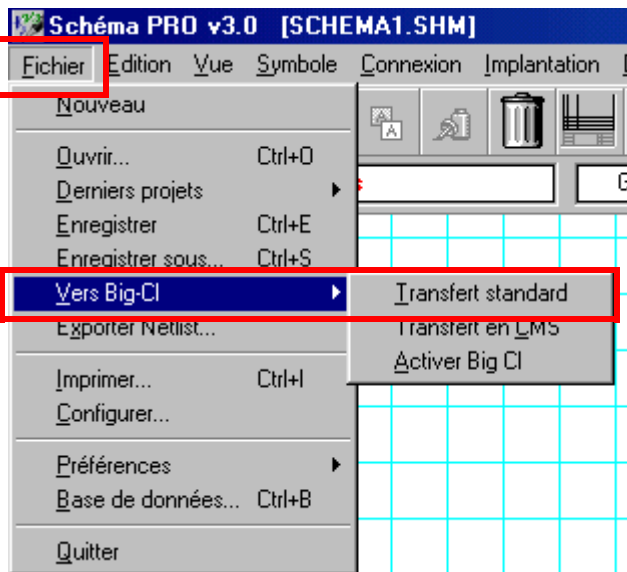 Schéma PRO v3.0 [SCHEMA1.SHM]
Fichier Edition Vue Symbole Connexion Implantation
Nouveau
Ouvrir... Ctrl+O
Derniers projets
Enregistrer Ctrl+E
Enregistrer sous... Ctrl+S
Vers Big-CI
Transfert standard
Exporter Netlist...
Transfert en CMS
Activer Big CI
Imprimer... Ctrl+I
Configurer...
Préférences
Base de données... Ctrl+B
Quitter